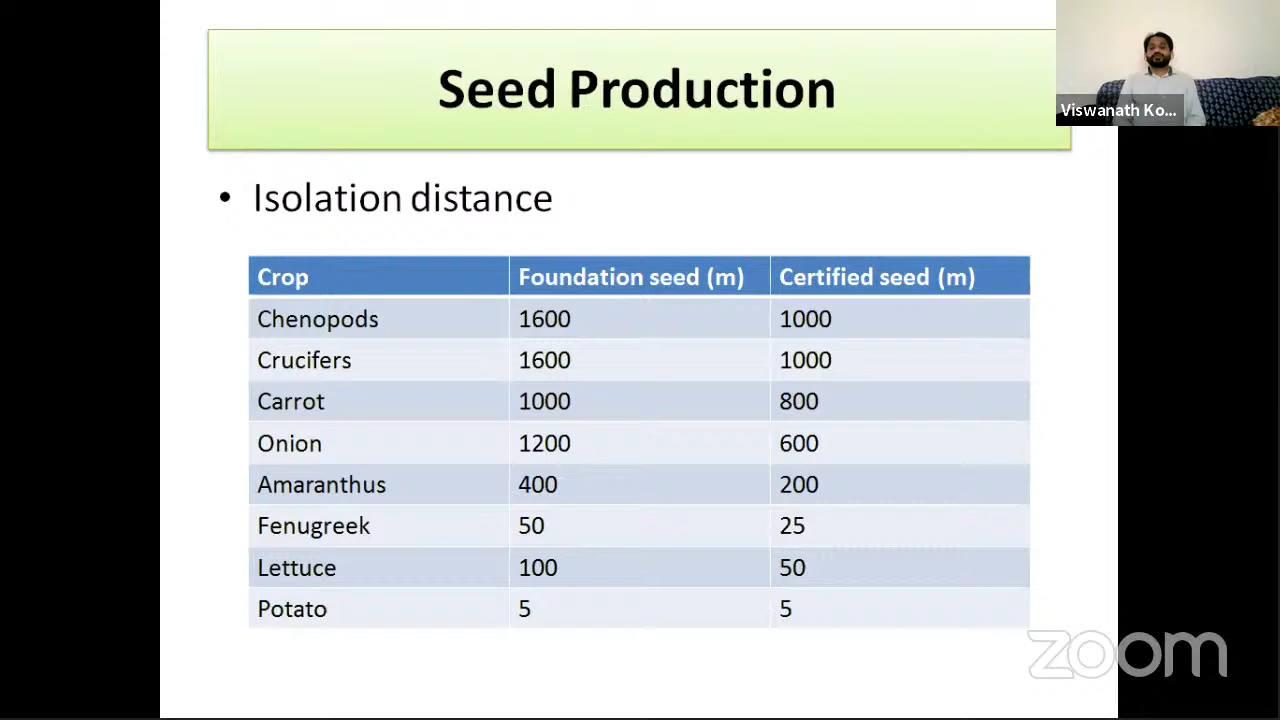 Seed Production
Viswanath Ko...
• Isolation distance
Crop Foundation seed (m) Certified seed (m)
Chenopods 1600 1000
Crucifers 1600 1000
Carrot 1000 800
Onion 1200 600
Amaranthus 400 200
Fenugreek 50 25
Lettuce 100 50
Potato 5 5
zoom